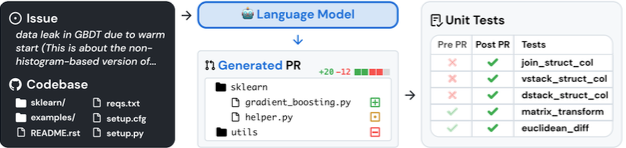 Issue
data leak in GBDT due to warm
start (This is about the non-
histogram-based version of...
Codebase
sklearn/
reqs.txt
examples/
setup.cfg
README.rst
setup.py
Language Model
Generated PR
+20 -12
sklearn
gradient_boosting.py
helper.py
utils
Unit Tests
Pre PR Post PR Tests
join_struct_col
vstack_struct_col
dstack_struct_col
matrix_transform
euclidean_diff